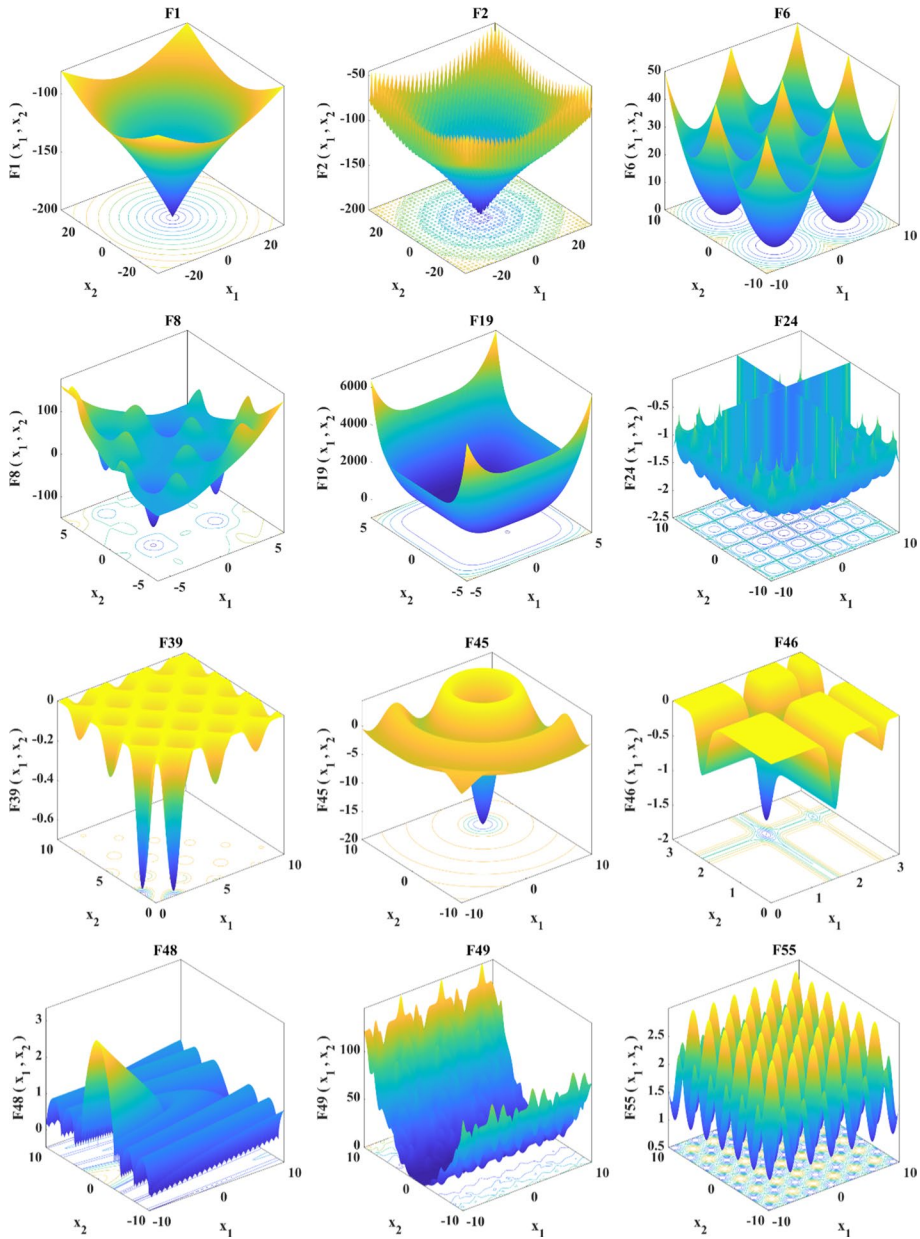 F1
F1 ( x1 , x2 )
-100
-150
-200
20
0
-20
x2
-20
0
20
x1
F2
F2 ( x1 , x2 )
-50
-100
-150
-200
20
0
-20
x2
-20
0
20
x1
F6
F6 ( x1 , x2 )
50
40
30
20
10
0
10
0
-10
x2
-10
0
10
x1
F8
F8 ( x1 , x2 )
100
0
-100
5
0
-5
x2
-5
0
5
x1
F19
F19 ( x1 , x2 )
6000
4000
2000
0
5
0
-5
x2
-5
0
5
x1
F24
F24 ( x1 , x2 )
-0.5
-1
-1.5
-2
-2.5
10
0
-10
x2
-10
0
10
x1
F39
F39 ( x1 , x2 )
0
-0.2
-0.4
-0.6
10
5
0
x2
0
5
10
x1
F45
F45 ( x1 , x2 )
0
-5
-10
-15
-20
10
0
-10
x2
-10
0
10
x1
F46
F46 ( x1 , x2 )
0
-0.5
-1
-1.5
-2
3
2
1
0
x2
0
1
2
3
x1
F48
F48 ( x1 , x2 )
3
2
1
0
10
0
-10
x2
-10
0
10
x1
F49
F49 ( x1 , x2 )
100
50
0
10
0
-10
x2
-10
0
10
x1
F55
F55 ( x1 , x2 )
2.5
2
1.5
1
0.5
10
0
-10
x2
-10
0
10
x1